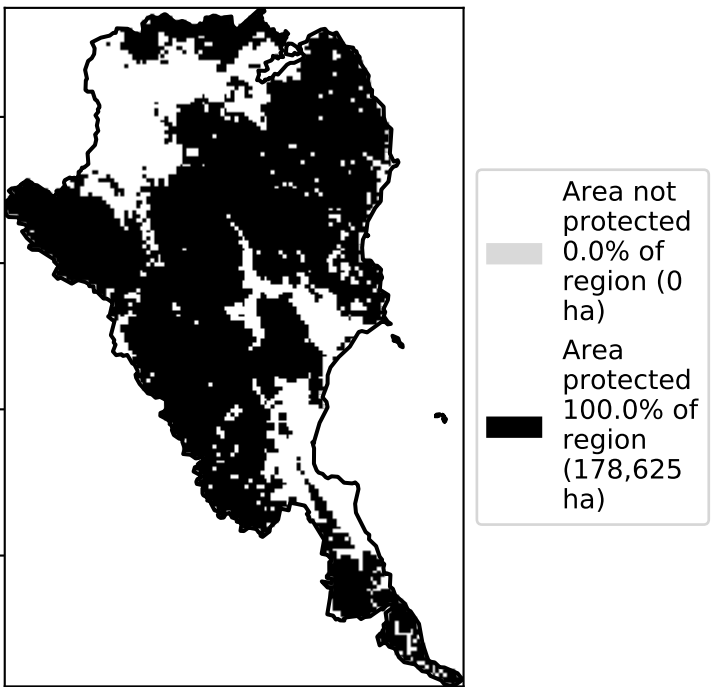 Area not
protected
0.0% of
region (0
ha)
Area
protected
100.0% of
region
(178,625
ha)